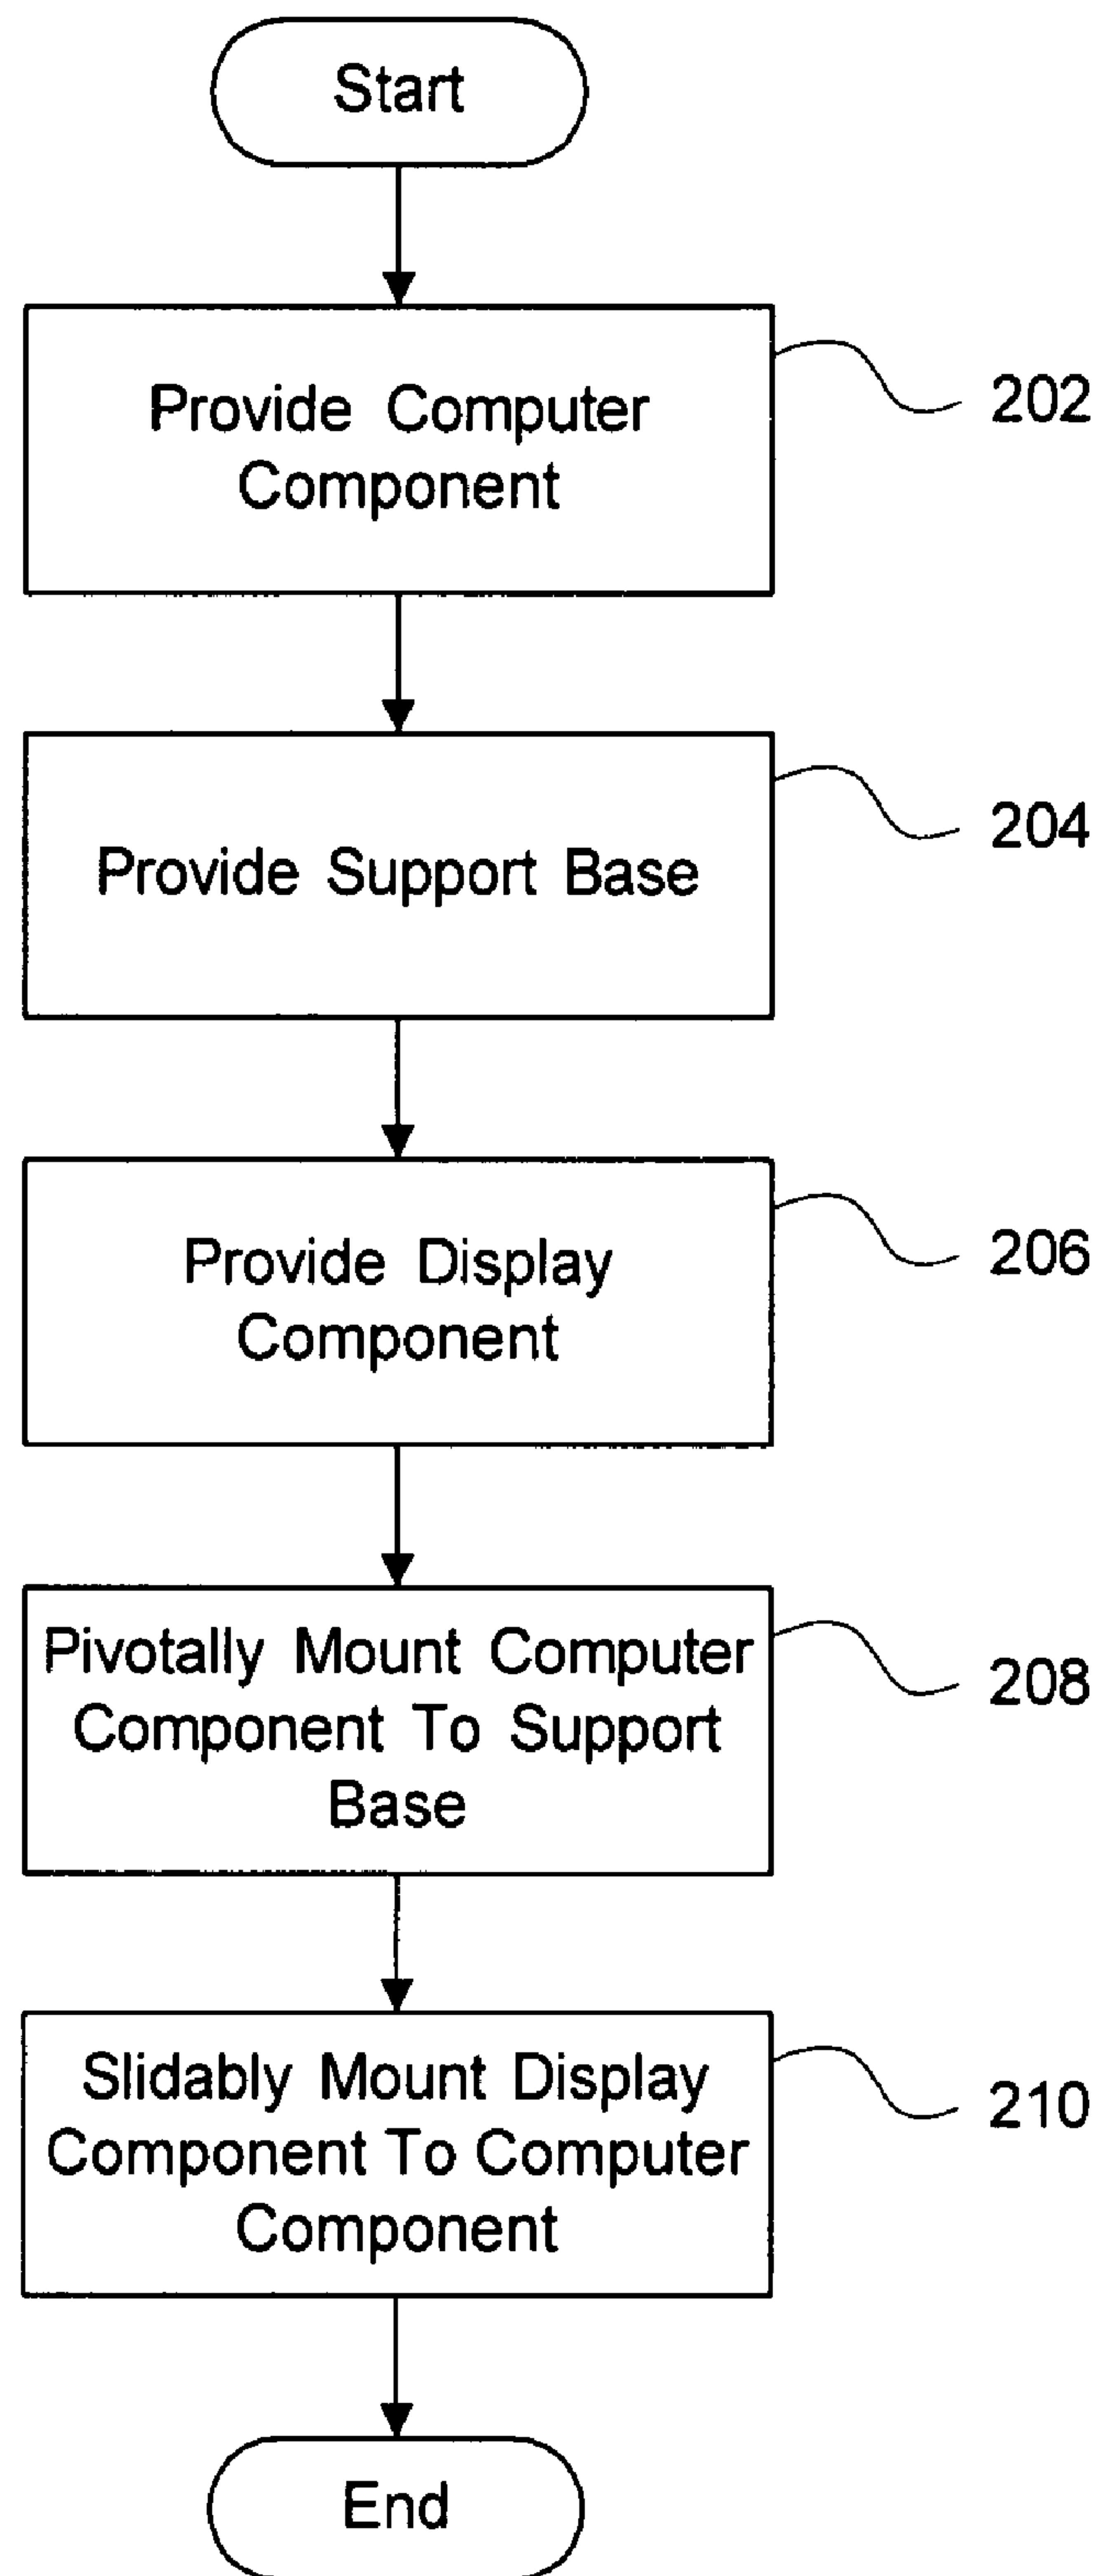 Start
Provide Computer
Component
202
Provide Support Base
204
Provide Display
Component
206
Pivotally Mount Computer
Component To Support
Base
208
Slidably Mount Display
Component To Computer
Component
210
End